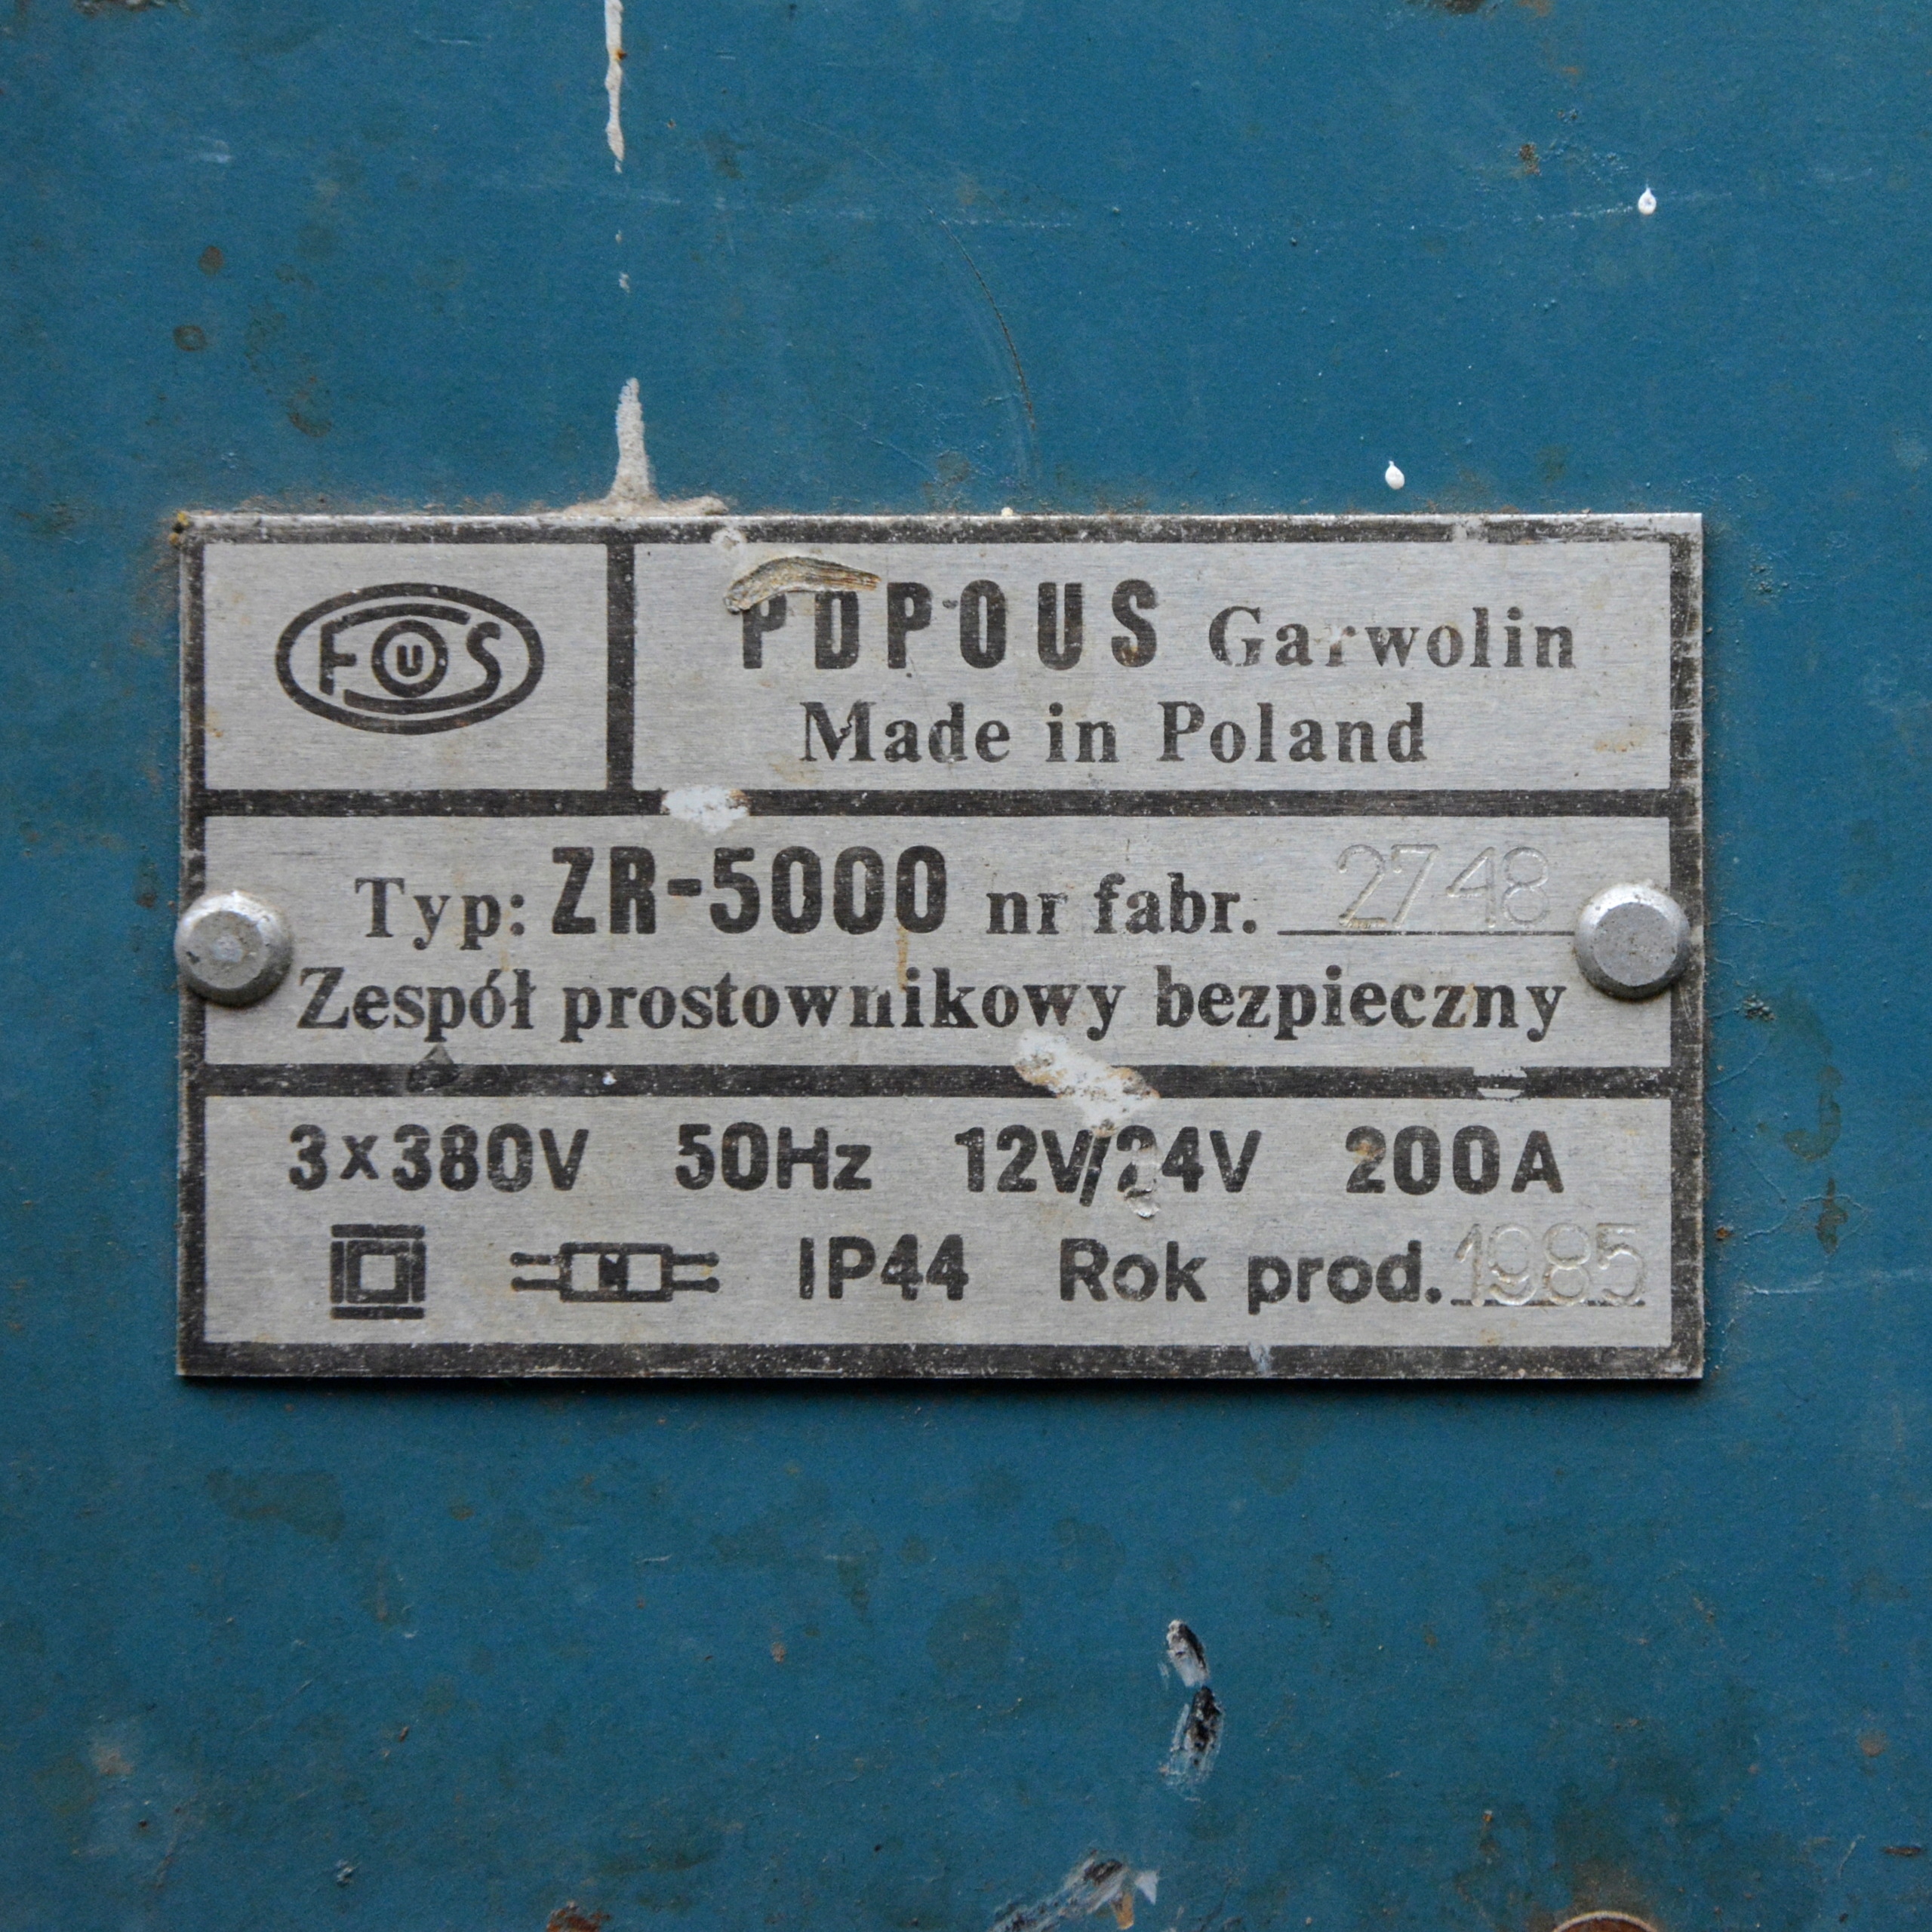 FOUS
PDPOUS Garwolin
Made in Poland
Typ: ZR-5000 nr fabr. 2748
Zespół prostownikowy bezpieczny
3x380V 50Hz 12V/24V 200A
IP44 Rok prod. 1985